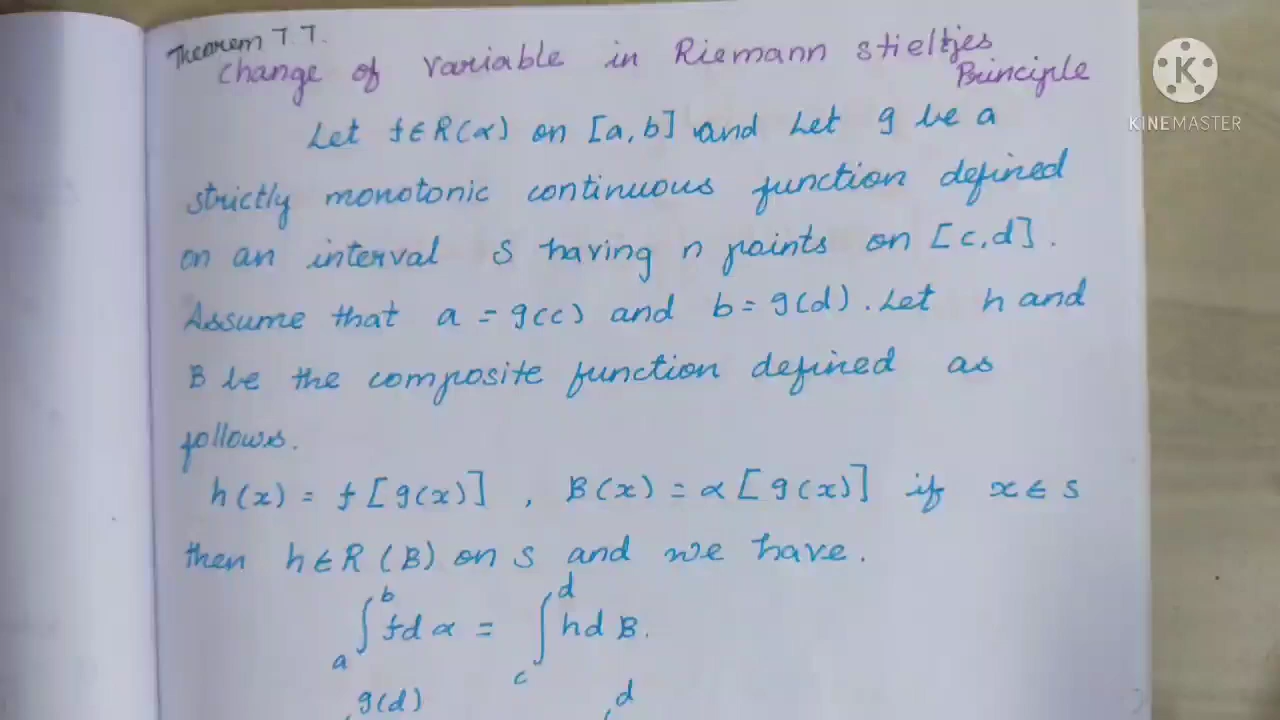 Theorem 7.7.
change of variable in Riemann stieltjes
Principle
Let f∈R(α) on [a,b] and Let g be a
strictly monotonic continuous function defined
on an interval S having n points on [c,d].
Assume that a = g(c) and b = g(d). Let h and
B be the composite function defined as
follows.
h(x) = f[g(x)] , B(x) = α[g(x)] if x∈s
then h∈R(B) on S and we have.
∫_a^b f d α = ∫_c^d h d B.
g(d) d
K
KINEMASTER